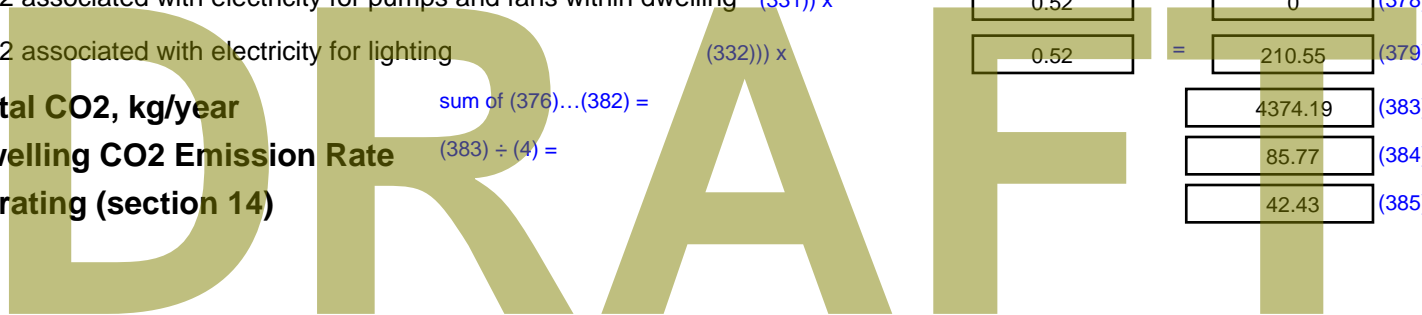 2 associated with electricity for pumps and fans within dwelling (331)) x 0.52 0 (378
2 associated with electricity for lighting (332))) x 0.52 = 210.55 (379
tal CO2, kg/year sum of (376)…(382) = 4374.19 (383
welling CO2 Emission Rate (383) ÷ (4) = 85.77 (384
rating (section 14) 42.43 (385
DRAFT